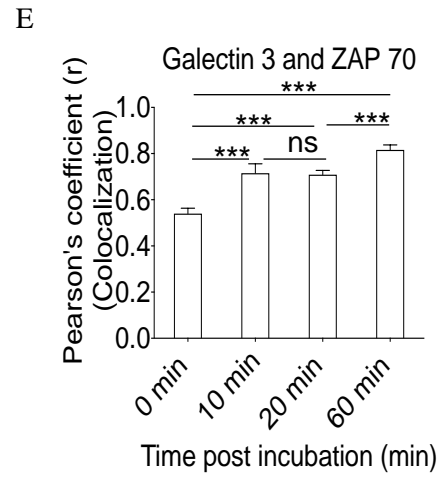 E
Galectin 3 and ZAP 70
***
***
***
***
ns
Pearson's coefficient (r)
(Colocalization)
1.0
0.8
0.6
0.4
0.2
0.0
0 min
10 min
20 min
60 min
Time post incubation (min)